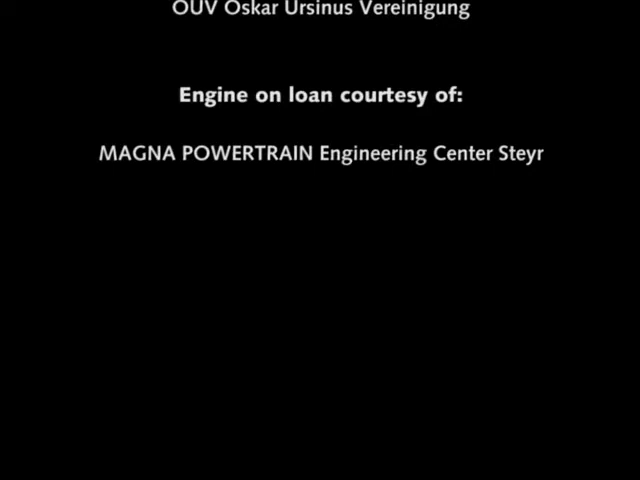 OUV Oskar Ursinus Vereinigung
Engine on loan courtesy of:
MAGNA POWERTRAIN Engineering Center Steyr